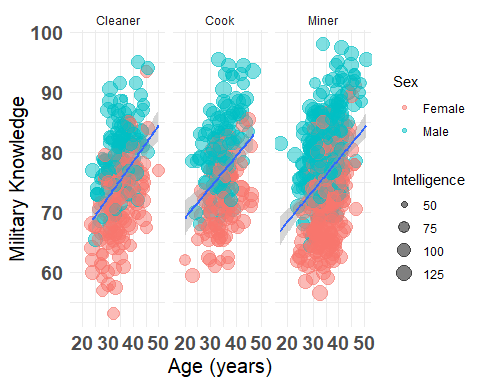 Cleaner Cook Miner
100
90
80
70
60
Military Knowledge
20 30 40 50 20 30 40 50 20 30 40 50
Age (years)
Sex
Female
Male
Intelligence
50
75
100
125